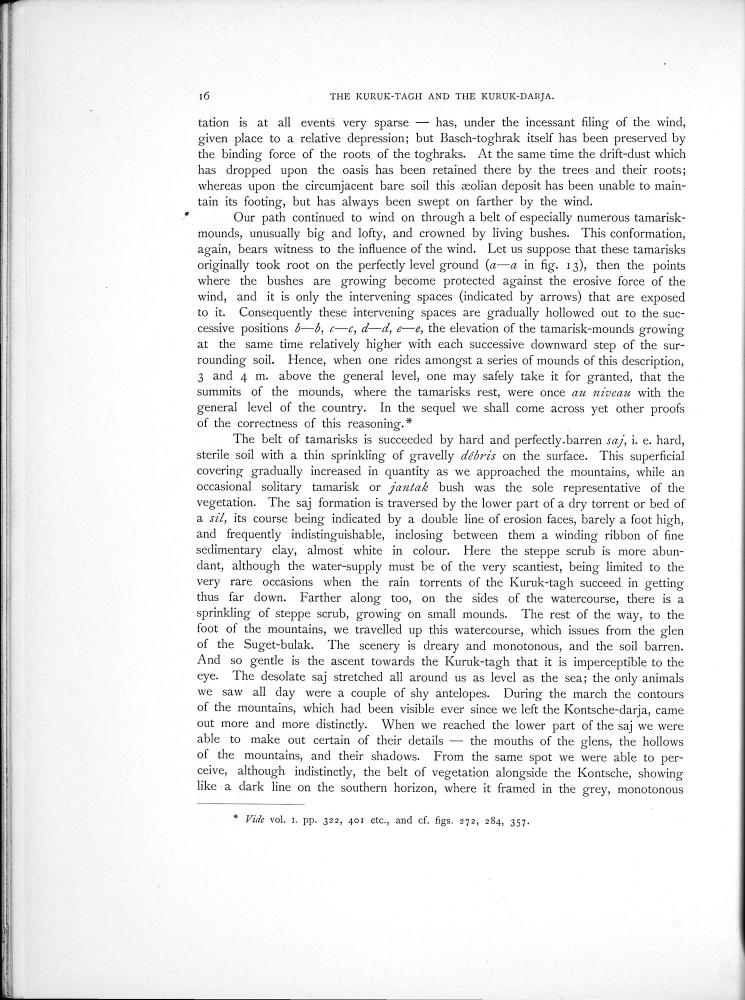 16 THE KURUK-TAGH AND THE KURUK-DARJA.
tation is at all events very sparse — has, under the incessant filing of the wind,
given place to a relative depression; but Basch-toghrak itself has been preserved by
the binding force of the roots of the toghraks. At the same time the drift-dust which
has dropped upon the oasis has been retained there by the trees and their roots;
whereas upon the circumjacent bare soil this æolian deposit has been unable to main-
tain its footing, but has always been swept on farther by the wind.
Our path continued to wind on through a belt of especially numerous tamarisk-
mounds, unusually big and lofty, and crowned by living bushes. This conformation,
again, bears witness to the influence of the wind. Let us suppose that these tamarisks
originally took root on the perfectly level ground (a—a in fig. 13), then the points
where the bushes are growing become protected against the erosive force of the
wind, and it is only the intervening spaces (indicated by arrows) that are exposed
to it. Consequently these intervening spaces are gradually hollowed out to the suc-
cessive positions b—b, c—c, d—d, e—e, the elevation of the tamarisk-mounds growing
at the same time relatively higher with each successive downward step of the sur-
rounding soil. Hence, when one rides amongst a series of mounds of this description,
3 and 4 m. above the general level, one may safely take it for granted, that the
summits of the mounds, where the tamarisks rest, were once au niveau with the
general level of the country. In the sequel we shall come across yet other proofs
of the correctness of this reasoning.*
The belt of tamarisks is succeeded by hard and perfectly.barren saj, i. e. hard,
sterile soil with a thin sprinkling of gravelly débris on the surface. This superficial
covering gradually increased in quantity as we approached the mountains, while an
occasional solitary tamarisk or jantak bush was the sole representative of the
vegetation. The saj formation is traversed by the lower part of a dry torrent or bed of
a sil, its course being indicated by a double line of erosion faces, barely a foot high,
and frequently indistinguishable, inclosing between them a winding ribbon of fine
sedimentary clay, almost white in colour. Here the steppe scrub is more abun-
dant, although the water-supply must be of the very scantiest, being limited to the
very rare occasions when the rain torrents of the Kuruk-tagh succeed in getting
thus far down. Farther along too, on the sides of the watercourse, there is a
sprinkling of steppe scrub, growing on small mounds. The rest of the way, to the
foot of the mountains, we travelled up this watercourse, which issues from the glen
of the Suget-bulak. The scenery is dreary and monotonous, and the soil barren.
And so gentle is the ascent towards the Kuruk-tagh that it is imperceptible to the
eye. The desolate saj stretched all around us as level as the sea; the only animals
we saw all day were a couple of shy antelopes. During the march the contours
of the mountains, which had been visible ever since we left the Kontsche-darja, came
out more and more distinctly. When we reached the lower part of the saj we were
able to make out certain of their details — the mouths of the glens, the hollows
of the mountains, and their shadows. From the same spot we were able to per-
ceive, although indistinctly, the belt of vegetation alongside the Kontsche, showing
like a dark line on the southern horizon, where it framed in the grey, monotonous
* Vide vol. I. pp. 322, 401 etc., and cf. figs. 272, 284, 357.